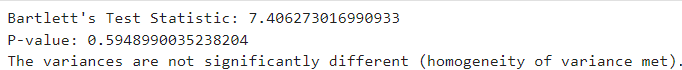 Bartlett's Test Statistic: 7.406273016990933
P-value: 0.5948990035238204
The variances are not significantly different (homogeneity of variance met).